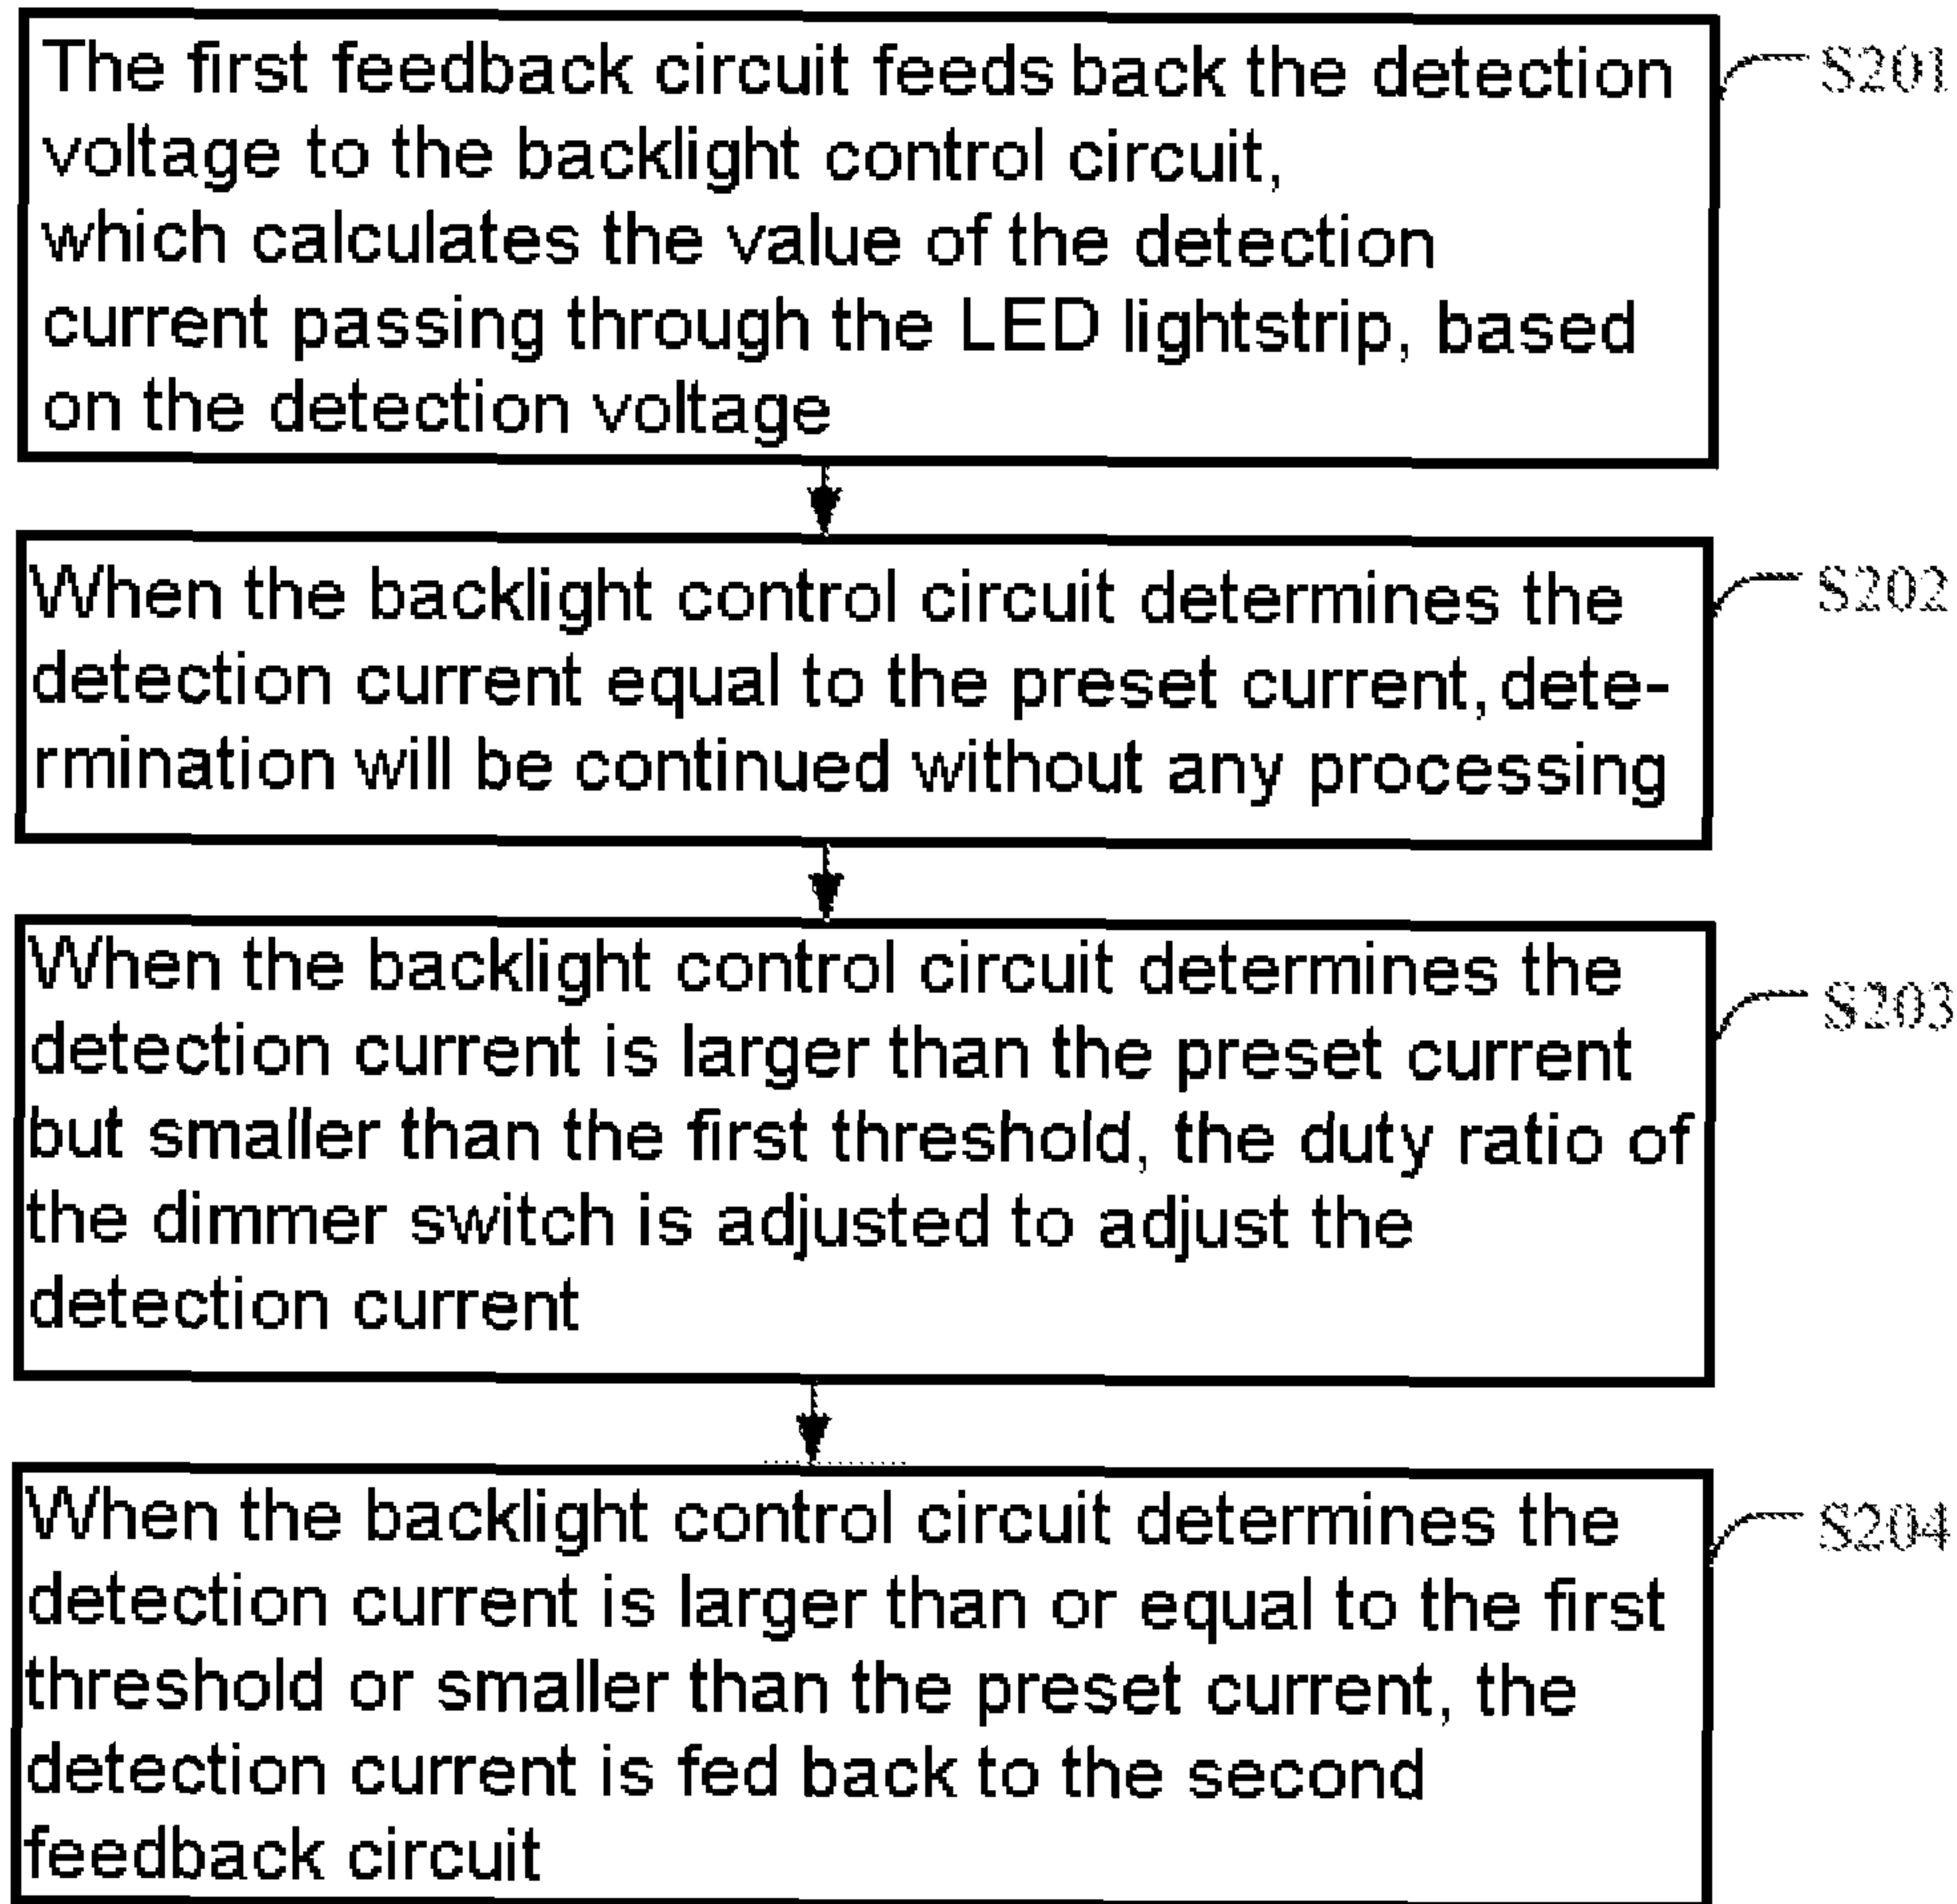 The first feedback circuit feeds back the detection
voltage to the backlight control circuit,
which calculates the value of the detection
current passing through the LED lightstrip, based
on the detection voltage
S201
When the backlight control circuit determines the
detection current equal to the preset current, dete-
rmination will be continued without any processing
S202
When the backlight control circuit determines the
detection current is larger than the preset current
but smaller than the first threshold, the duty ratio of
the dimmer switch is adjusted to adjust the
detection current
S203
When the backlight control circuit determines the
detection current is larger than or equal to the first
threshold or smaller than the preset current, the
detection current is fed back to the second
feedback circuit
S204